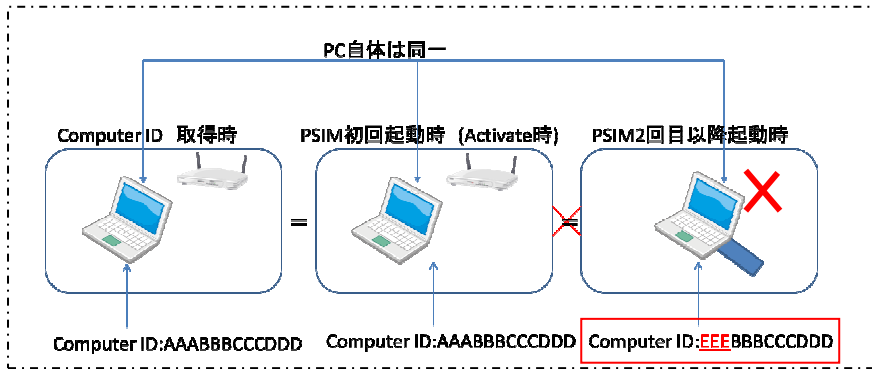 PC自体は同一
Computer ID 取得時
PSIM初回起動時 (Activate時)
PSIM2回目以降起動時
=
=
Computer ID:AAABBBCCCDDD
Computer ID:AAABBBCCCDDD
Computer ID:EEEBBBCCCDDD